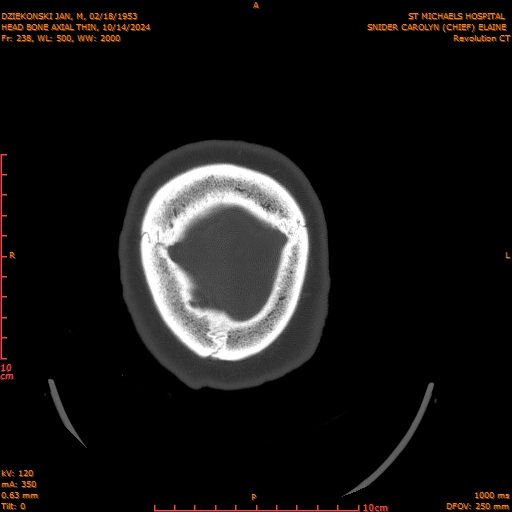 A
DZIEKONSKI JAN, M, 02/18/1953
HEAD BONE AXIAL THIN, 10/14/2024
Fr: 238, WL: 500, WW: 2000
ST MICHAELS HOSPITAL
SNIDER CAROLYN (CHIEF) ELAINE
Revolution CT
R
L
10
cm
kV: 120
mA: 350
0.63 mm
Tilt: 0
P
10cm
1000 ms
DFOV: 250 mm